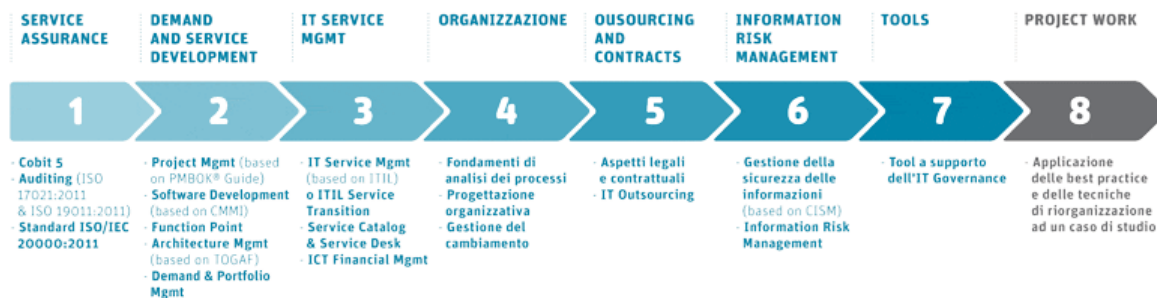 SERVICE
ASSURANCE
DEMAND
AND SERVICE
DEVELOPMENT
IT SERVICE
MGMT
ORGANIZZAZIONE
OUSOURCING
AND
CONTRACTS
INFORMATION
RISK
MANAGEMENT
TOOLS
PROJECT WORK
1
2
3
4
5
6
7
8
· Cobit 5
· Auditing (ISO
17021:2011
& ISO 19011:2011)
· Standard ISO/IEC
20000:2011
· Project Mgmt (based
on PMBOK® Guide)
· Software Development
(based on CMMI)
· Function Point
· Architecture Mgmt
(based on TOGAF)
· Demand & Portfolio
Mgmt
· IT Service Mgmt
(based on ITIL)
o ITIL Service
Transition
· Service Catalog
& Service Desk
· ICT Financial Mgmt
· Fondamenti di
analisi dei processi
· Progettazione
organizzativa
· Gestione del
cambiamento
· Aspetti legali
e contrattuali
· IT Outsourcing
· Gestione della
sicurezza delle
informazioni
(based on CISM)
· Information Risk
Management
· Tool a supporto
dell'IT Governance
· Applicazione
delle best practice
e delle tecniche
di riorganizzazione
ad un caso di studio